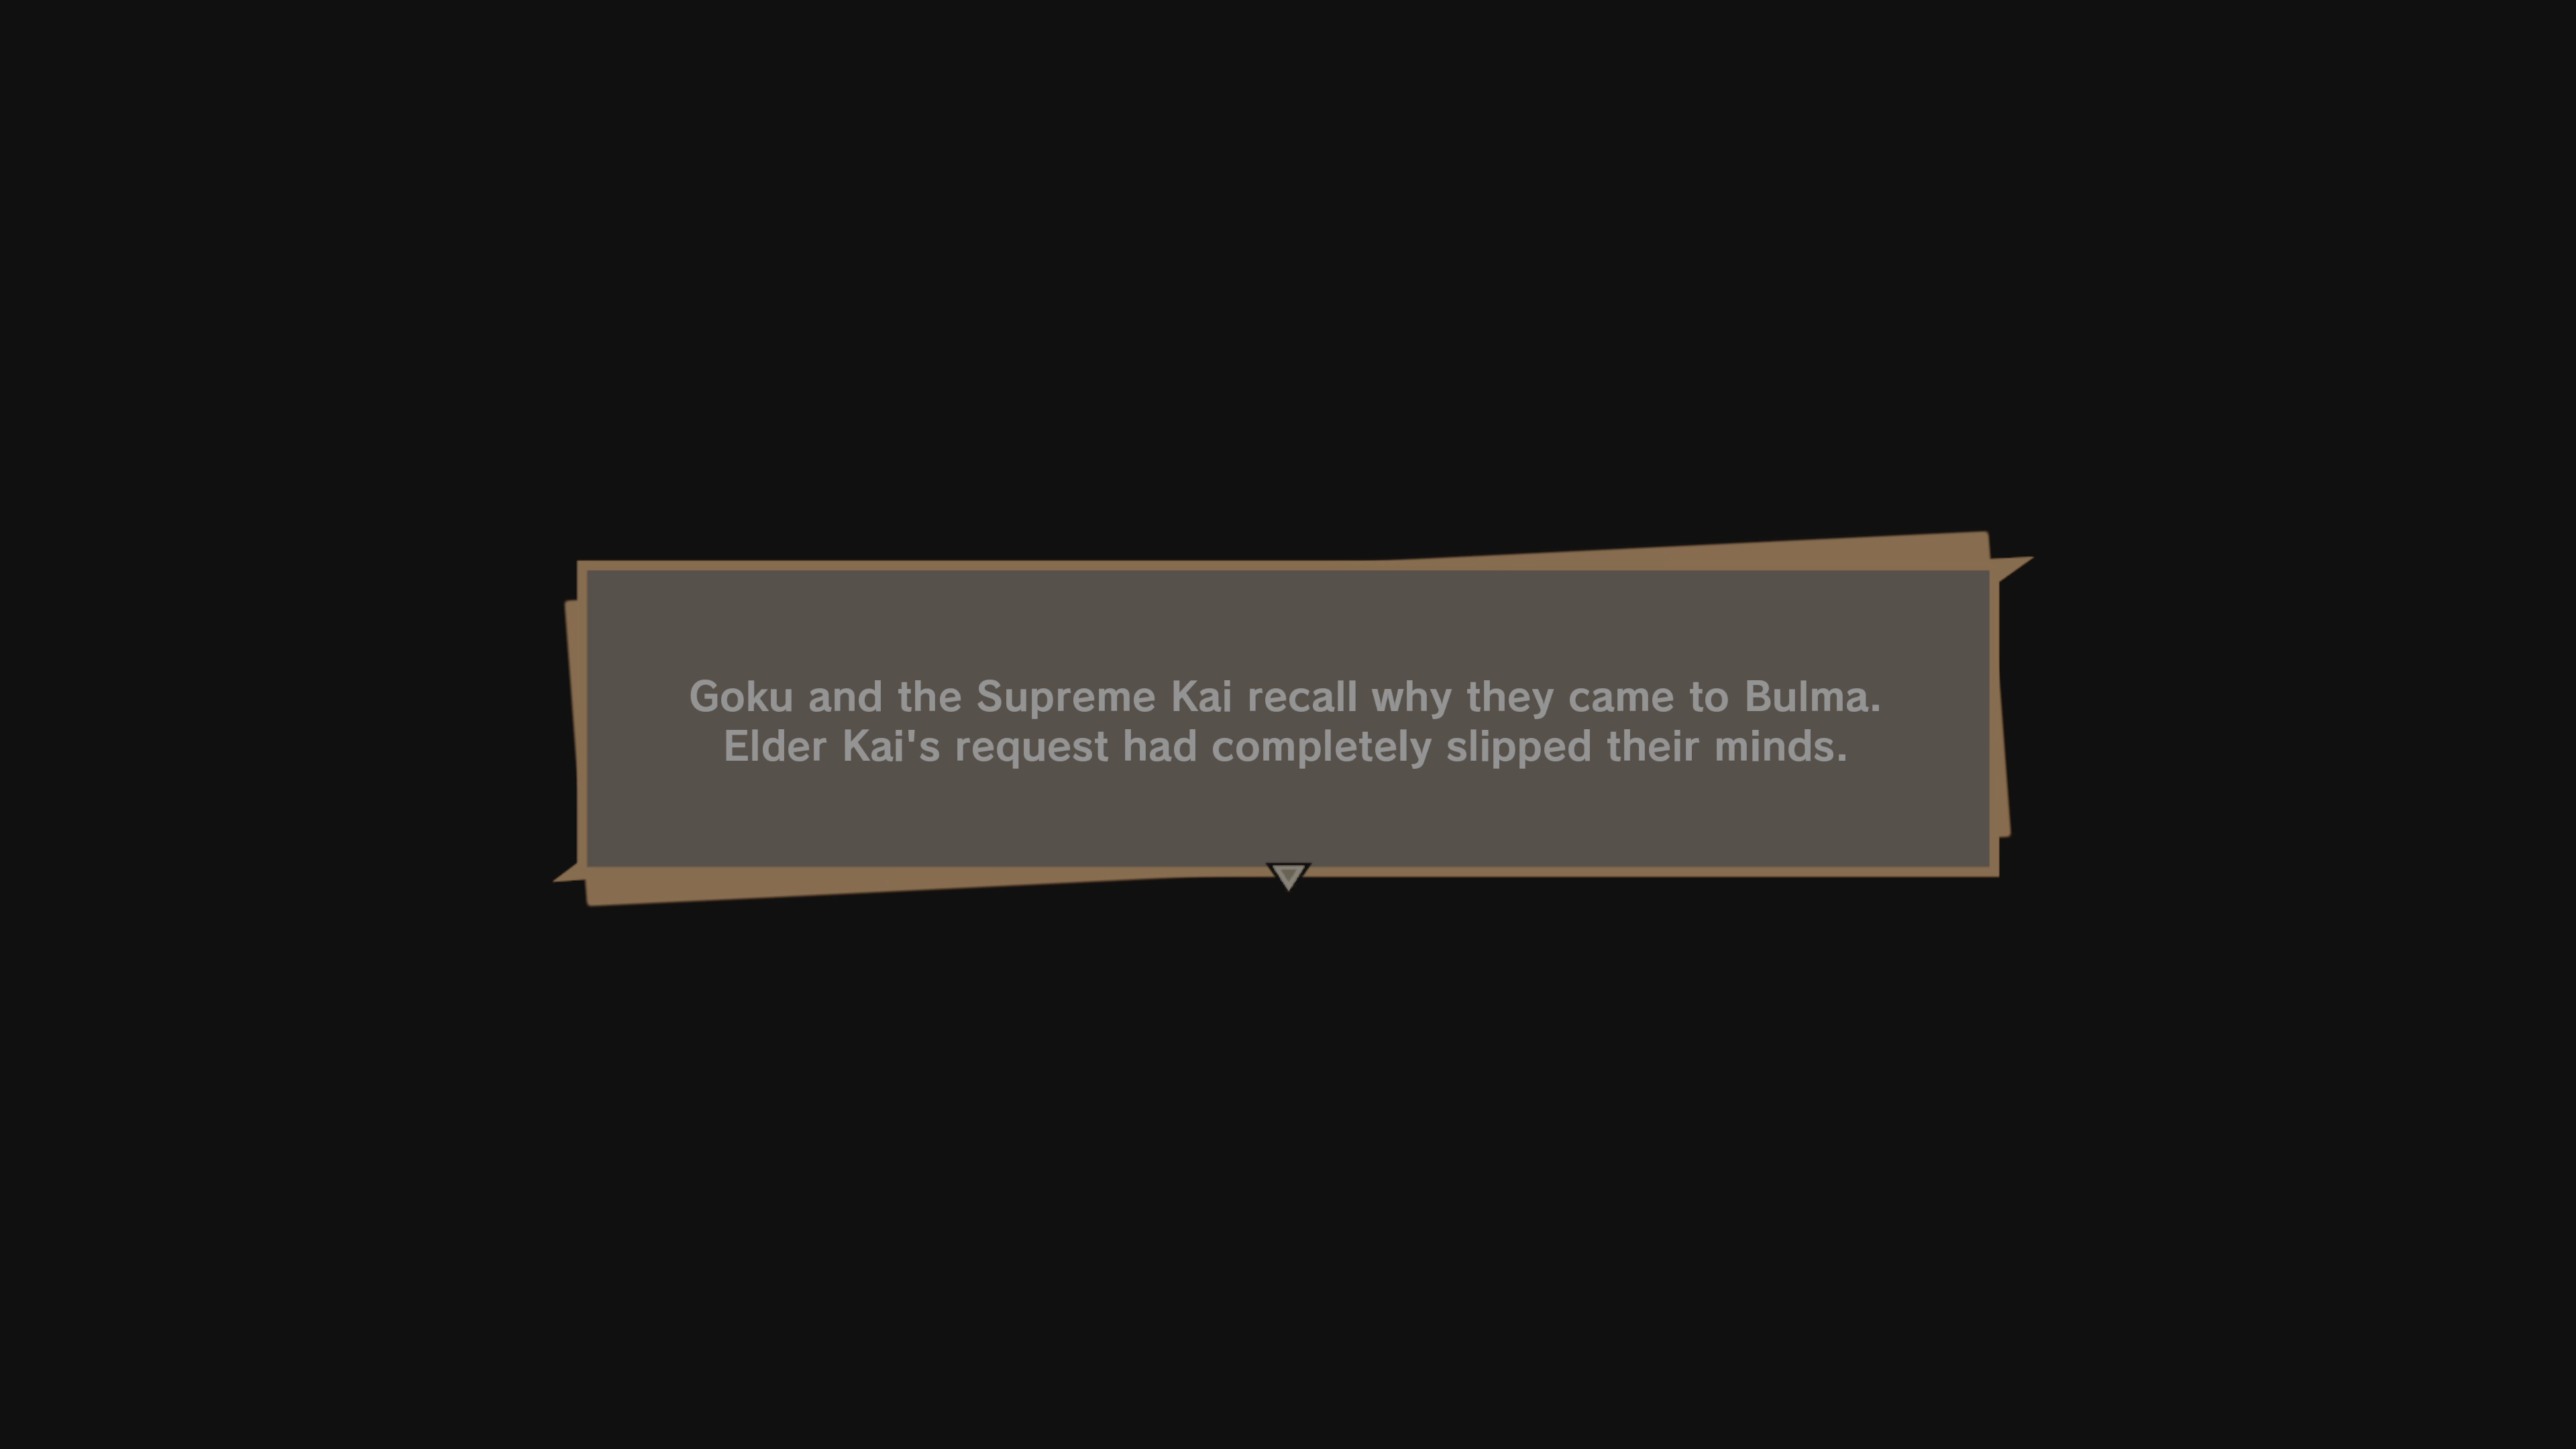 Goku and the Supreme Kai recall why they came to Bulma.
Elder Kai's request had completely slipped their minds.